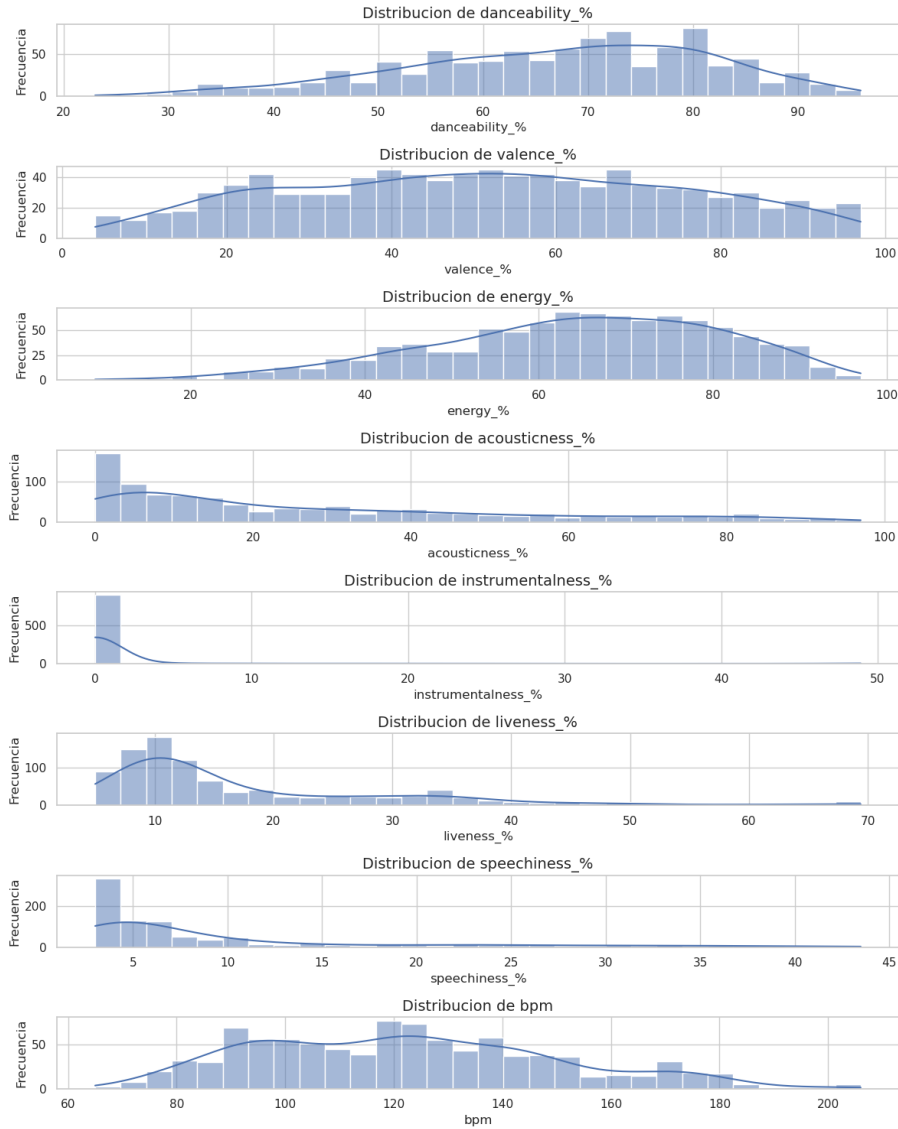 Distribucion de danceability_%
Frecuencia
50
0
20 30 40 50 60 70 80 90
danceability_%
Distribucion de valence_%
Frecuencia
40
20
0
0 20 40 60 80 100
valence_%
Distribucion de energy_%
Frecuencia
50
25
0
20 40 60 80 100
energy_%
Distribucion de acousticness_%
Frecuencia
100
0
0 20 40 60 80 100
acousticness_%
Distribucion de instrumentalness_%
Frecuencia
500
0
0 10 20 30 40 50
instrumentalness_%
Distribucion de liveness_%
Frecuencia
100
0
10 20 30 40 50 60 70
liveness_%
Distribucion de speechiness_%
Frecuencia
200
0
5 10 15 20 25 30 35 40 45
speechiness_%
Distribucion de bpm
Frecuencia
50
0
60 80 100 120 140 160 180 200
bpm